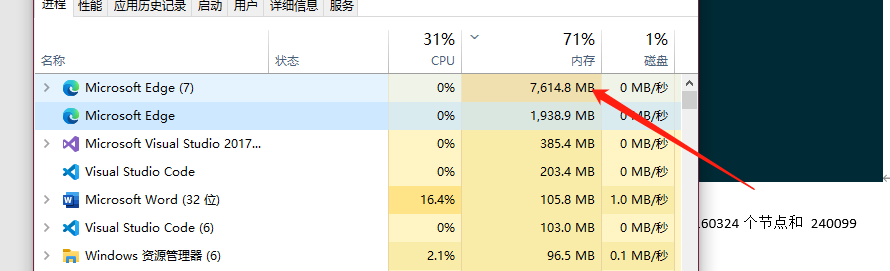 进程 性能 应用历史记录 启动 用户 详细信息 服务
31% 71% 1%
名称 状态 CPU 内存 磁盘
Microsoft Edge (7) 0% 7,614.8 MB 0 MB/秒
Microsoft Edge 0% 1,938.9 MB 0 MB/秒
Microsoft Visual Studio 2017... 0% 385.4 MB 0 MB/秒
Visual Studio Code 0% 203.4 MB 0 MB/秒
Microsoft Word (32 位) 16.4% 105.8 MB 1.0 MB/秒
60324 个节点和 240099
Visual Studio Code (6) 0% 103.0 MB 0 MB/秒
Windows 资源管理器 (6) 2.1% 96.5 MB 0.1 MB/秒